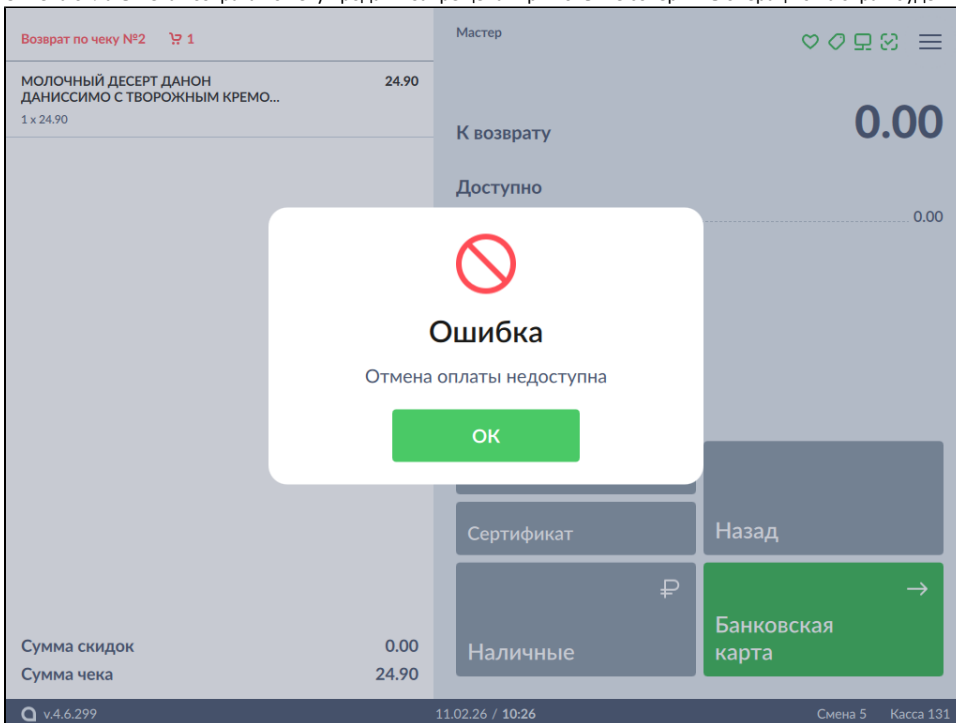 Возврат по чеку №2 1
МОЛОЧНЫЙ ДЕСЕРТ ДАНОН 24.90
ДАНИССИМО С ТВОРОЖНЫМ КРЕМО...
1 x 24.90
Мастер
К возврату 0.00
Доступно
0.00
Ошибка
Отмена оплаты недоступна
ОК
Сертификат
Назад
Наличные
Банковская
карта
Сумма скидок 0.00
Сумма чека 24.90
v.4.6.299 11.02.26 / 10:26 Смена 5 Касса 131